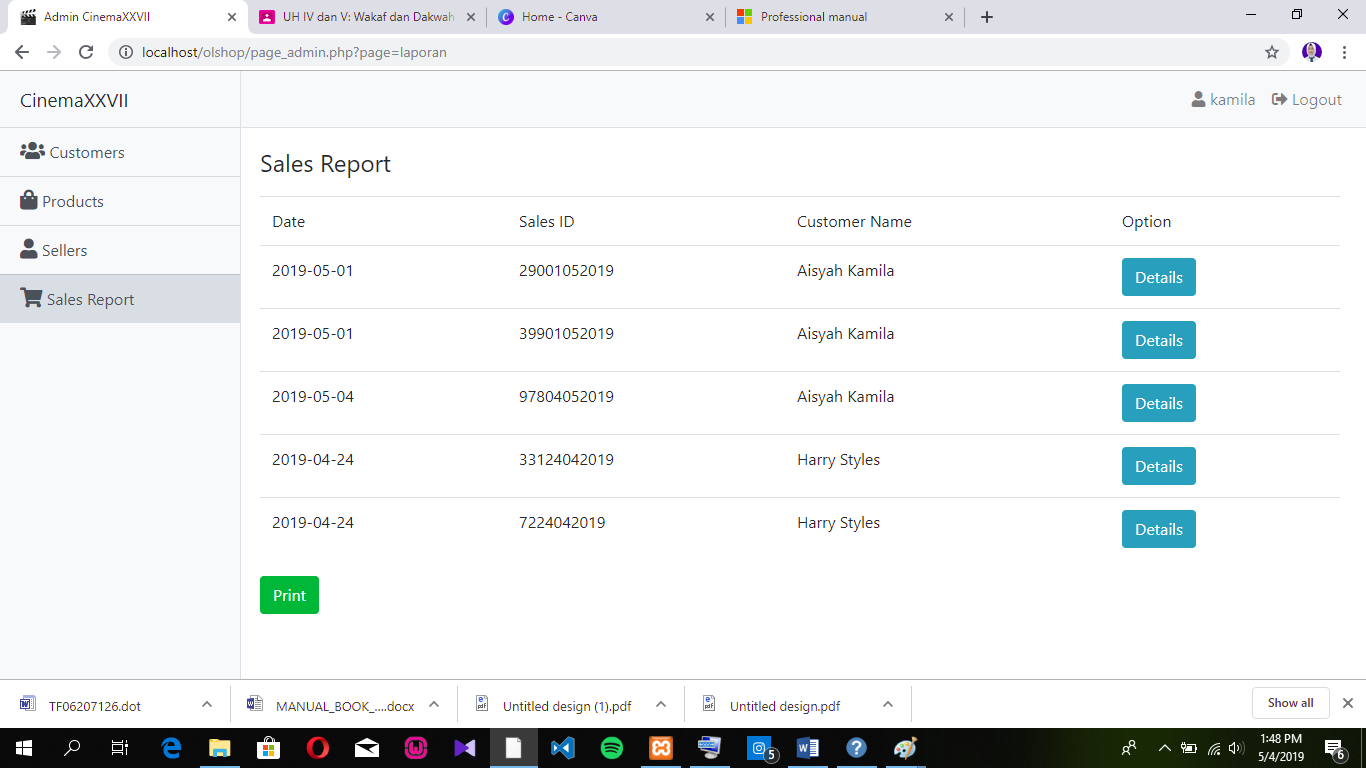 Admin CinemaXXVII
UH IV dan V: Wakaf dan Dakwah
Home - Canva
Professional manual
localhost/olshop/page_admin.php?page=laporan
CinemaXXVII
kamila Logout
Customers
Products
Sellers
Sales Report
Sales Report
Date Sales ID Customer Name Option
2019-05-01 29001052019 Aisyah Kamila Details
2019-05-01 39901052019 Aisyah Kamila Details
2019-05-04 97804052019 Aisyah Kamila Details
2019-04-24 33124042019 Harry Styles Details
2019-04-24 7224042019 Harry Styles Details
Print
TF06207126.dot
MANUAL_BOOK_....docx
Untitled design (1).pdf
Untitled design.pdf
Show all
5
1:48 PM
5/4/2019
6